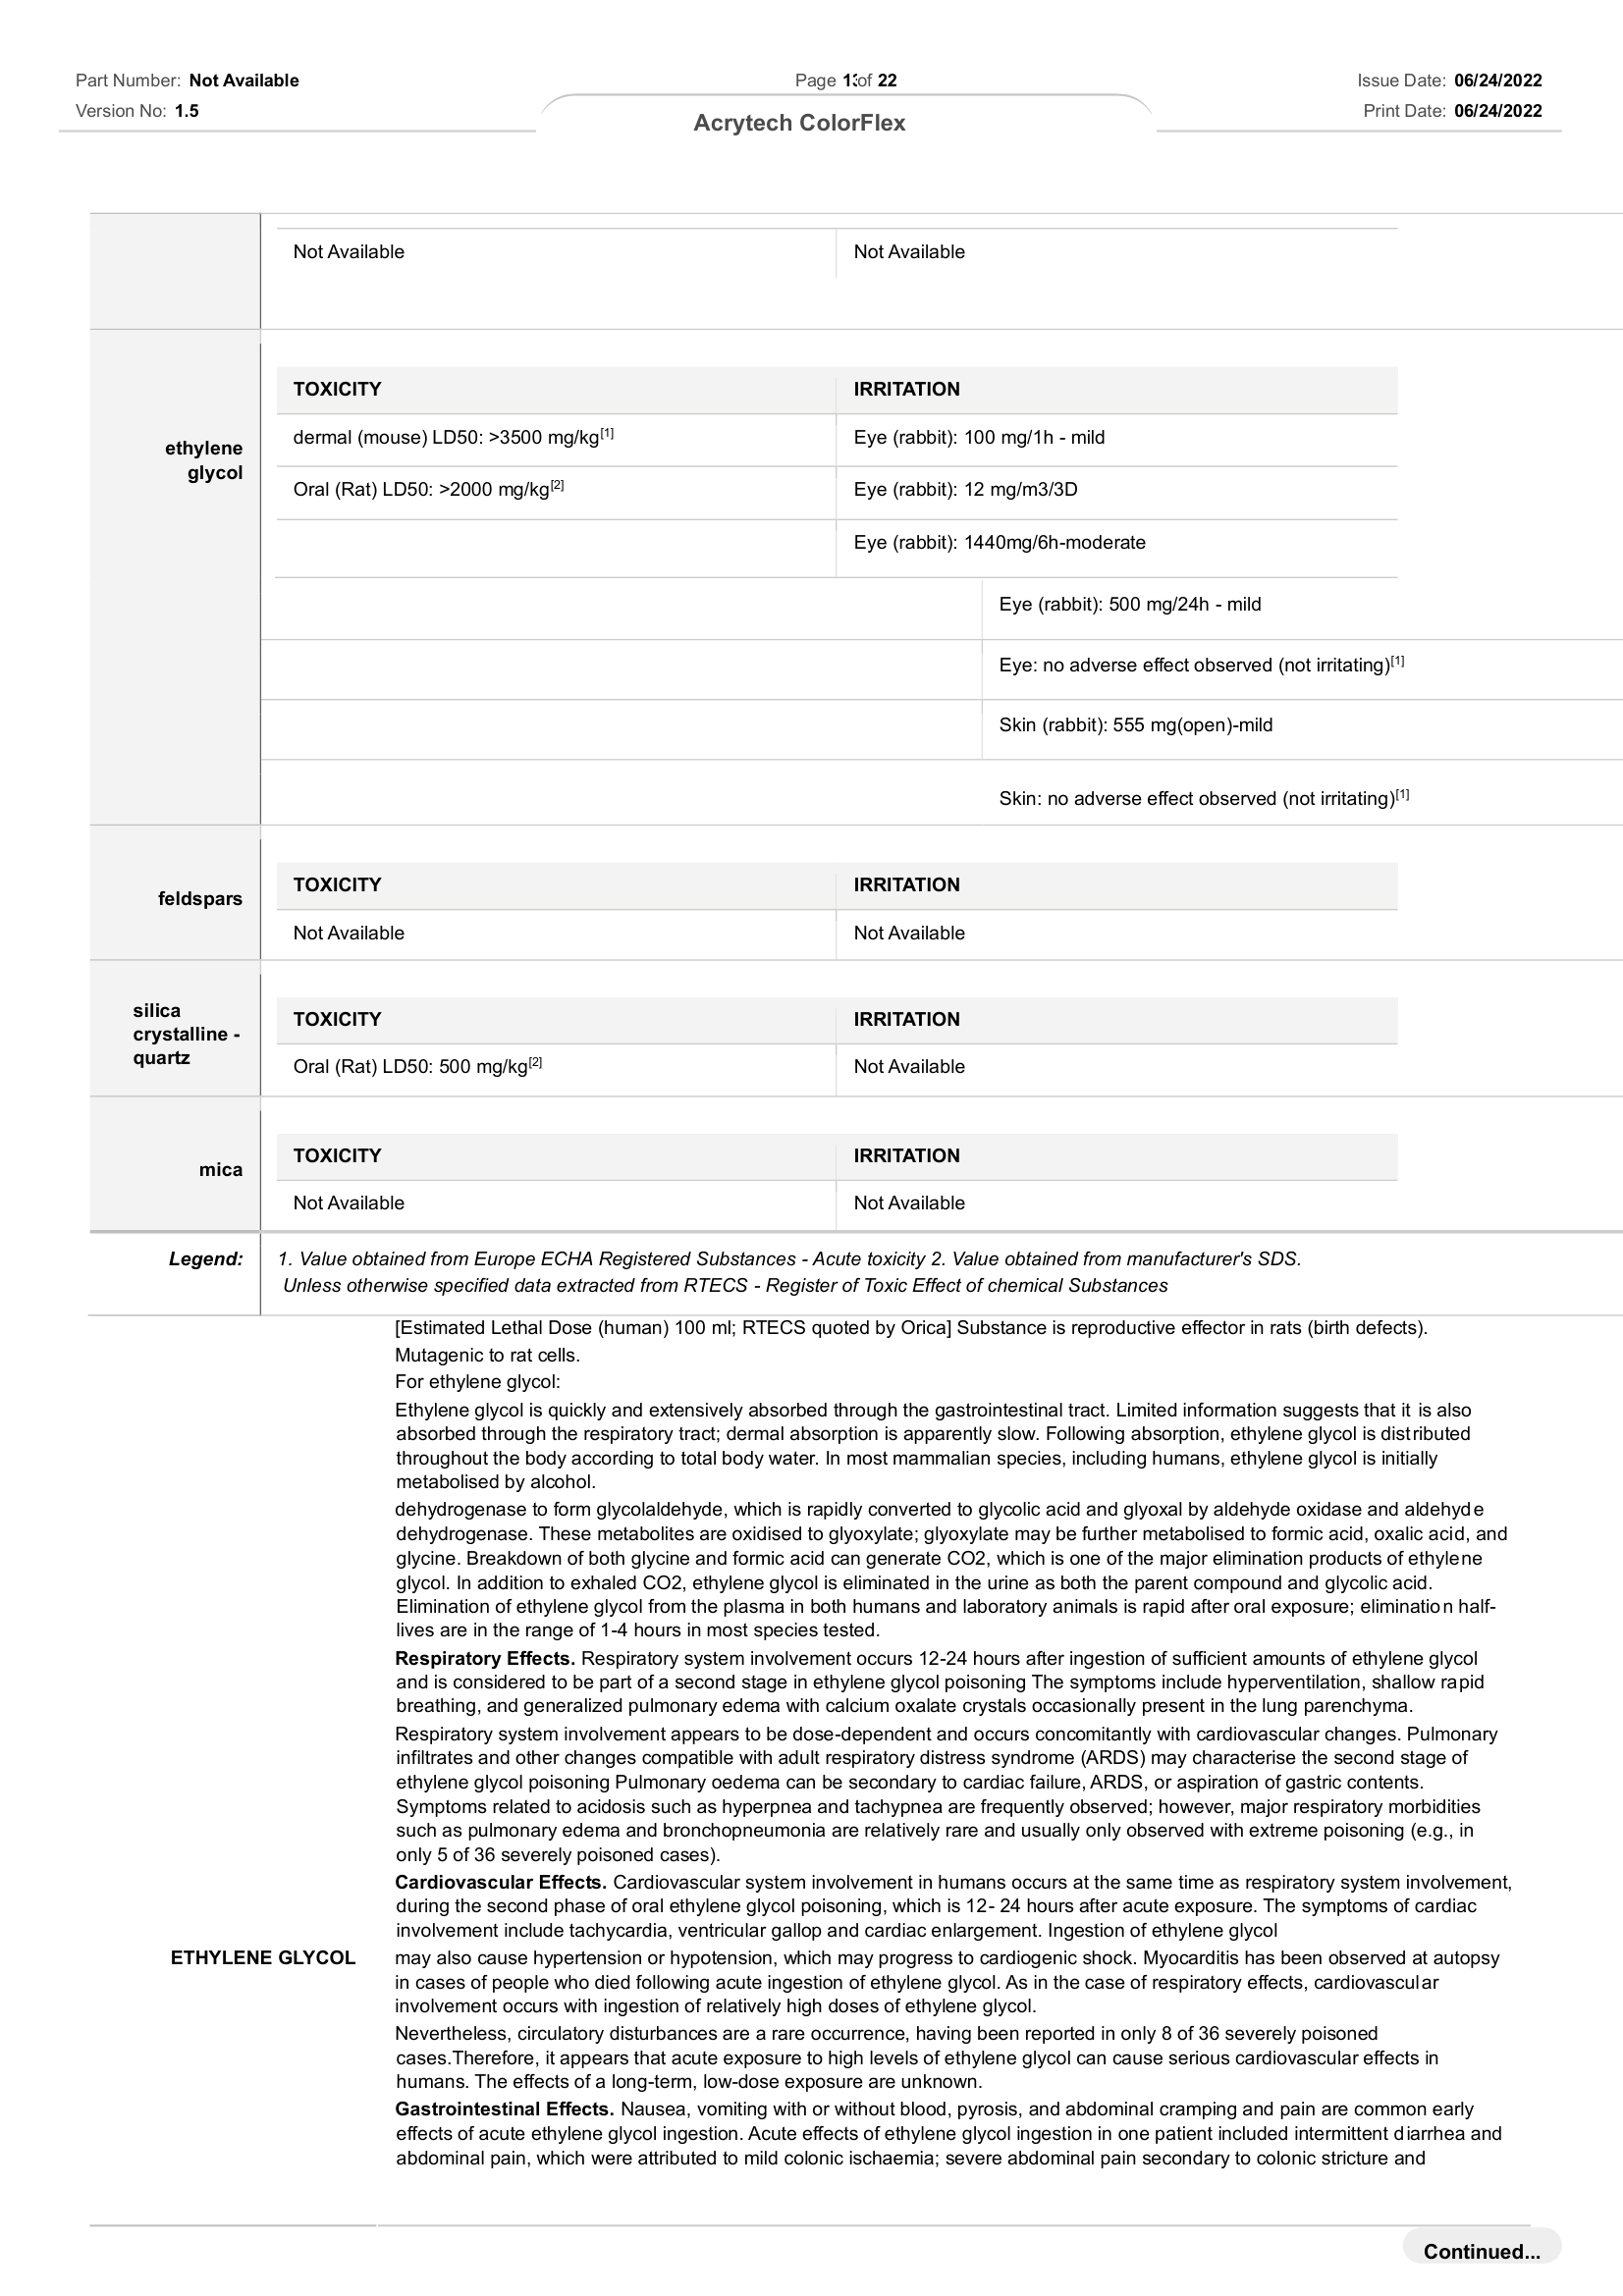 Part Number: Not Available
Page 13 of 22
Issue Date: 06/24/2022
Version No: 1.5
Print Date: 06/24/2022
Acrytech ColorFlex
Not Available Not Available
ethylene
glycol
TOXICITY IRRITATION
dermal (mouse) LD50: >3500 mg/kg[1] Eye (rabbit): 100 mg/1h - mild
Oral (Rat) LD50: >2000 mg/kg[2] Eye (rabbit): 12 mg/m3/3D
Eye (rabbit): 1440mg/6h-moderate
Eye (rabbit): 500 mg/24h - mild
Eye: no adverse effect observed (not irritating)[1]
Skin (rabbit): 555 mg(open)-mild
Skin: no adverse effect observed (not irritating)[1]
feldspars
TOXICITY IRRITATION
Not Available Not Available
silica
crystalline -
quartz
TOXICITY IRRITATION
Oral (Rat) LD50: 500 mg/kg[2] Not Available
mica
TOXICITY IRRITATION
Not Available Not Available
Legend: 1. Value obtained from Europe ECHA Registered Substances - Acute toxicity 2. Value obtained from manufacturer's SDS.
Unless otherwise specified data extracted from RTECS - Register of Toxic Effect of chemical Substances
[Estimated Lethal Dose (human) 100 ml; RTECS quoted by Orica] Substance is reproductive effector in rats (birth defects).
Mutagenic to rat cells.
For ethylene glycol:
Ethylene glycol is quickly and extensively absorbed through the gastrointestinal tract. Limited information suggests that it is also
absorbed through the respiratory tract; dermal absorption is apparently slow. Following absorption, ethylene glycol is distributed
throughout the body according to total body water. In most mammalian species, including humans, ethylene glycol is initially
metabolised by alcohol.
dehydrogenase to form glycolaldehyde, which is rapidly converted to glycolic acid and glyoxal by aldehyde oxidase and aldehyde
dehydrogenase. These metabolites are oxidised to glyoxylate; glyoxylate may be further metabolised to formic acid, oxalic acid, and
glycine. Breakdown of both glycine and formic acid can generate CO2, which is one of the major elimination products of ethylene
glycol. In addition to exhaled CO2, ethylene glycol is eliminated in the urine as both the parent compound and glycolic acid.
Elimination of ethylene glycol from the plasma in both humans and laboratory animals is rapid after oral exposure; elimination half-
lives are in the range of 1-4 hours in most species tested.
Respiratory Effects. Respiratory system involvement occurs 12-24 hours after ingestion of sufficient amounts of ethylene glycol
and is considered to be part of a second stage in ethylene glycol poisoning The symptoms include hyperventilation, shallow rapid
breathing, and generalized pulmonary edema with calcium oxalate crystals occasionally present in the lung parenchyma.
Respiratory system involvement appears to be dose-dependent and occurs concomitantly with cardiovascular changes. Pulmonary
infiltrates and other changes compatible with adult respiratory distress syndrome (ARDS) may characterise the second stage of
ethylene glycol poisoning Pulmonary oedema can be secondary to cardiac failure, ARDS, or aspiration of gastric contents.
Symptoms related to acidosis such as hyperpnea and tachypnea are frequently observed; however, major respiratory morbidities
such as pulmonary edema and bronchopneumonia are relatively rare and usually only observed with extreme poisoning (e.g., in
only 5 of 36 severely poisoned cases).
Cardiovascular Effects. Cardiovascular system involvement in humans occurs at the same time as respiratory system involvement,
during the second phase of oral ethylene glycol poisoning, which is 12- 24 hours after acute exposure. The symptoms of cardiac
involvement include tachycardia, ventricular gallop and cardiac enlargement. Ingestion of ethylene glycol
ETHYLENE GLYCOL may also cause hypertension or hypotension, which may progress to cardiogenic shock. Myocarditis has been observed at autopsy
in cases of people who died following acute ingestion of ethylene glycol. As in the case of respiratory effects, cardiovascular
involvement occurs with ingestion of relatively high doses of ethylene glycol.
Nevertheless, circulatory disturbances are a rare occurrence, having been reported in only 8 of 36 severely poisoned
cases.Therefore, it appears that acute exposure to high levels of ethylene glycol can cause serious cardiovascular effects in
humans. The effects of a long-term, low-dose exposure are unknown.
Gastrointestinal Effects. Nausea, vomiting with or without blood, pyrosis, and abdominal cramping and pain are common early
effects of acute ethylene glycol ingestion. Acute effects of ethylene glycol ingestion in one patient included intermittent diarrhea and
abdominal pain, which were attributed to mild colonic ischaemia; severe abdominal pain secondary to colonic stricture and
Continued...